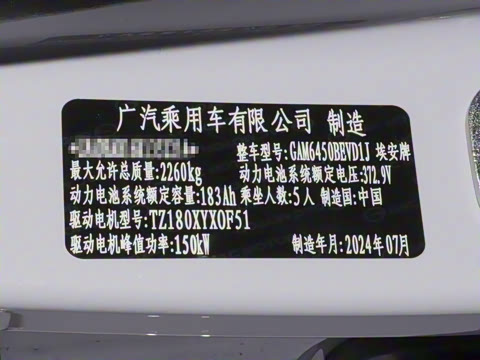 广汽乘用车有限公司 制造
整车型号:GAM6450BEVD1J 埃安牌
最大允许总质量:2260kg 动力电池系统额定电压:372.9V
动力电池系统额定容量:183Ah 乘坐人数:5人 制造国:中国
驱动电机型号:TZ180XYX0F51
驱动电机峰值功率:150kW 制造年月:2024年07月